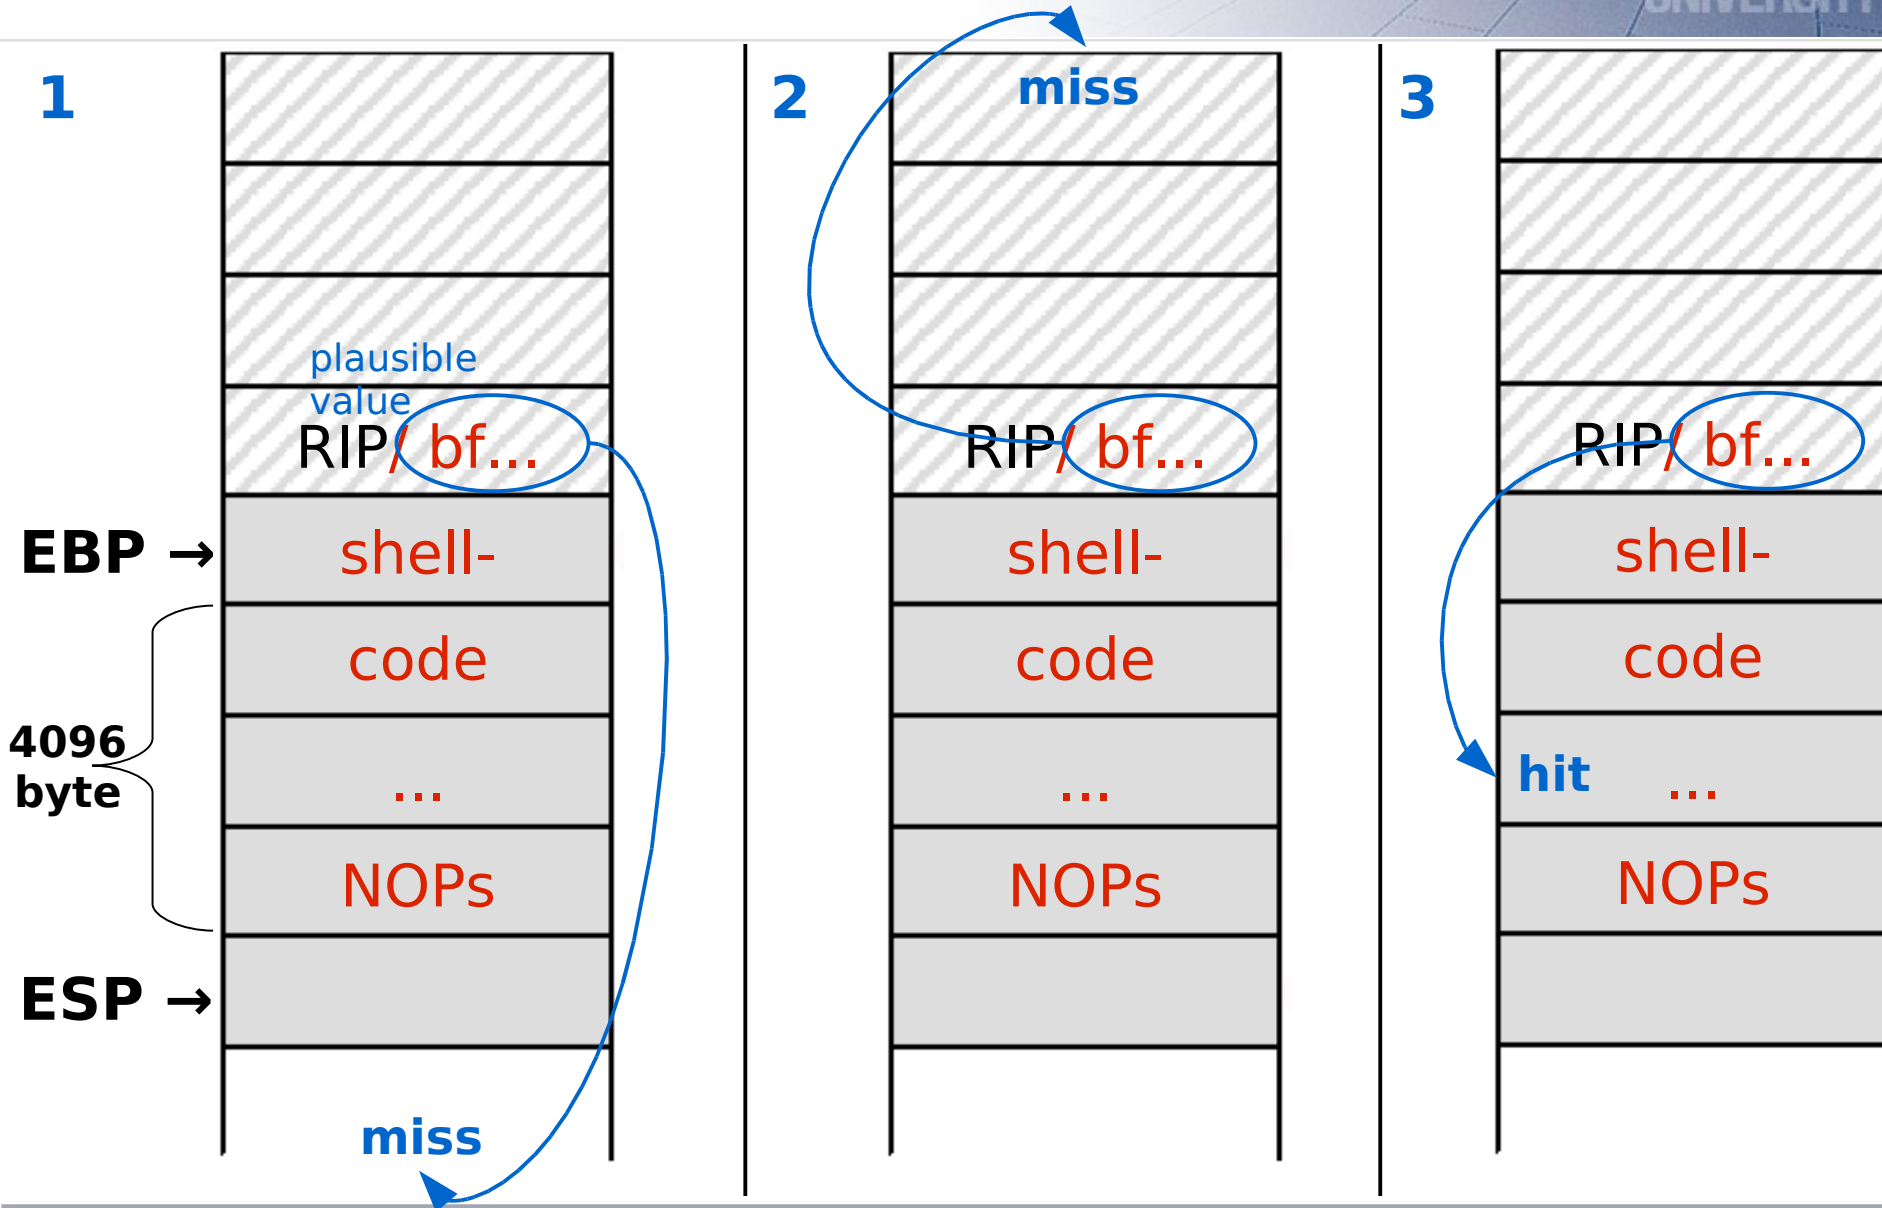 UNIVERSITY
1
plausible
value
RIP/ bf...
EBP →
shell-
code
4096
byte
...
NOPs
ESP →
miss
2
miss
RIP/ bf...
shell-
code
...
NOPs
3
RIP/ bf...
shell-
code
hit ...
NOPs